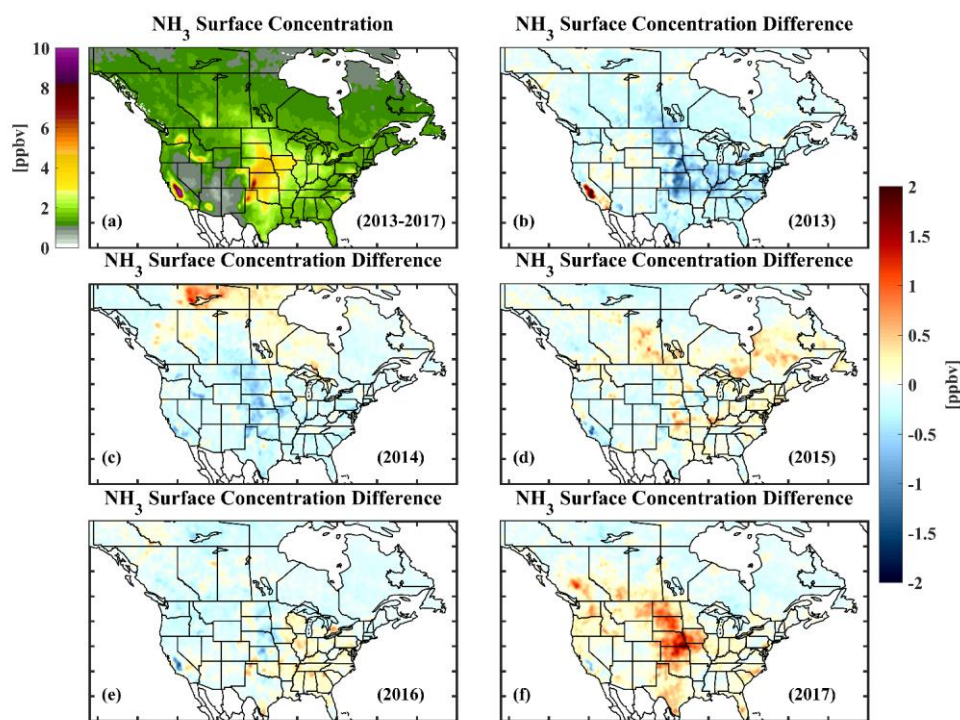 NH₃ Surface Concentration
NH₃ Surface Concentration Difference
10
8
6
4
2
0
[ppbv]
(a)
(2013-2017)
(b)
(2013)
NH₃ Surface Concentration Difference
NH₃ Surface Concentration Difference
(c)
(2014)
(d)
(2015)
2
1.5
1
0.5
0
-0.5
-1
-1.5
-2
[ppbv]
NH₃ Surface Concentration Difference
NH₃ Surface Concentration Difference
(e)
(2016)
(f)
(2017)